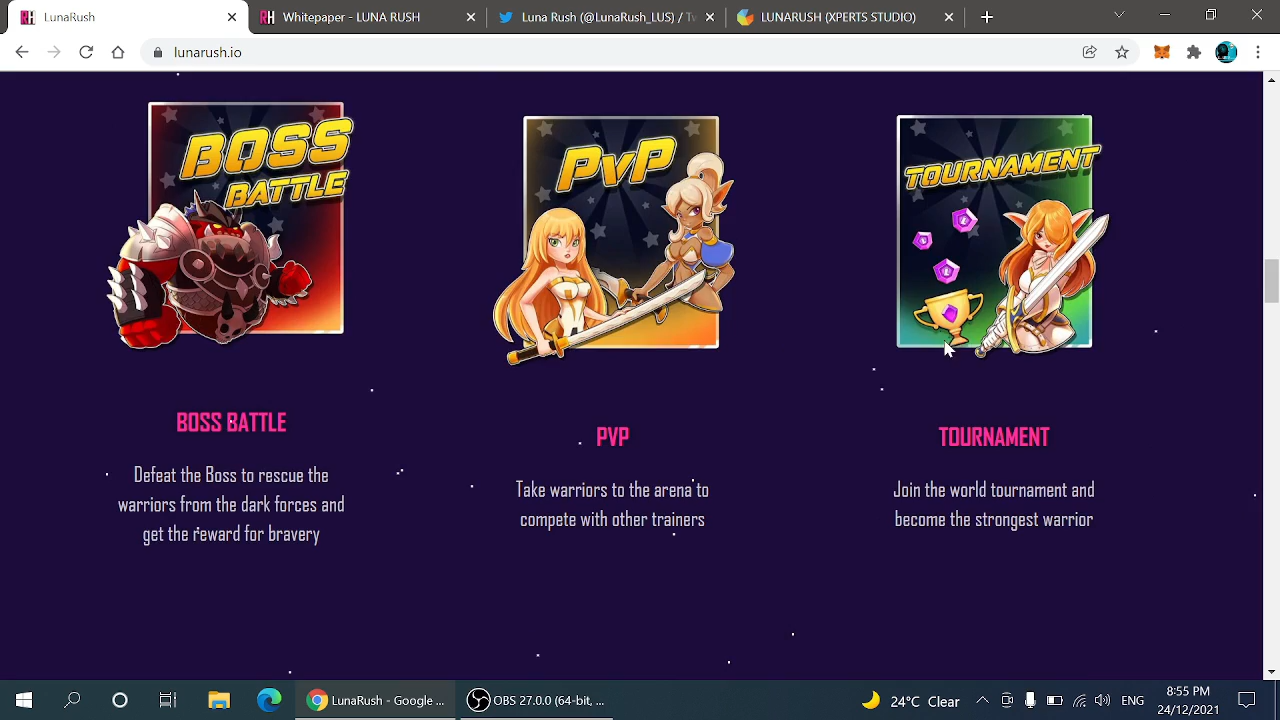 LunaRush
Whitepaper - LUNA RUSH
Luna Rush (@LunaRush_LUS) / Tw
LUNARUSH (XPERTS STUDIO)
lunarush.io
BOSS
BATTLE
PVP
TOURNAMENT
BOSS BATTLE
Defeat the Boss to rescue the
warriors from the dark forces and
get the reward for bravery
PVP
Take warriors to the arena to
compete with other trainers
TOURNAMENT
Join the world tournament and
become the strongest warrior
LunaRush - Google ...
OBS 27.0.0 (64-bit, ...
24°C Clear
ENG
8:55 PM
24/12/2021